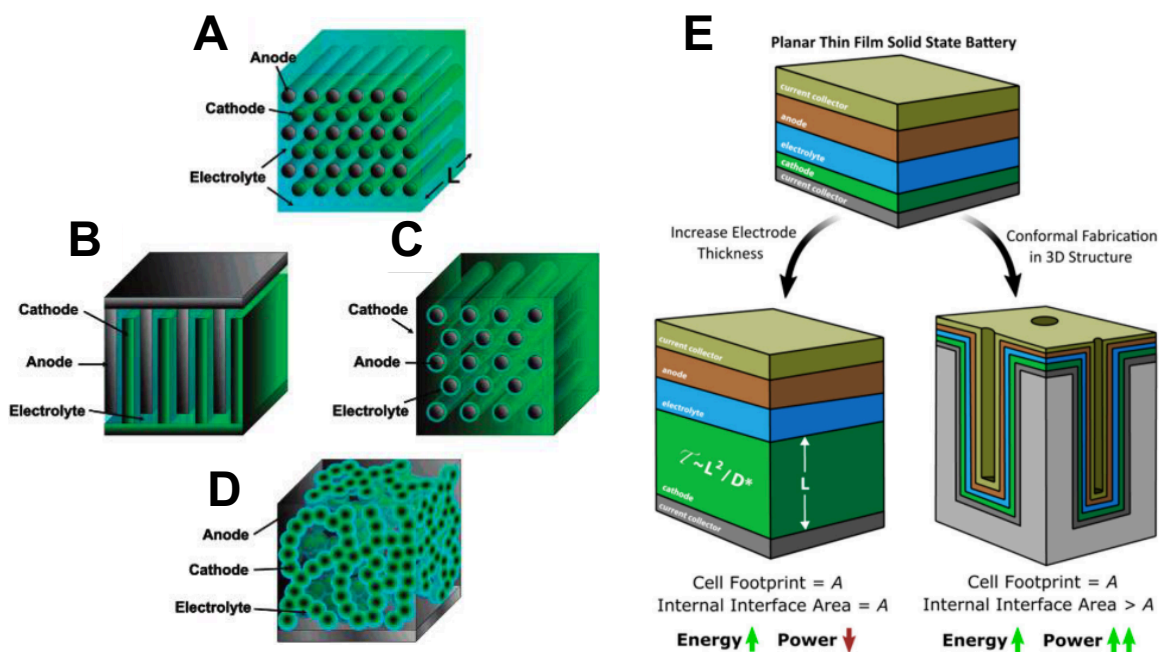 A
Anode
Cathode
Electrolyte
L
B
Cathode
Anode
Electrolyte
C
Cathode
Anode
Electrolyte
D
Anode
Cathode
Electrolyte
E
Planar Thin Film Solid State Battery
current collector
anode
electrolyte
cathode
current collector
Increase Electrode
Thickness
Conformal Fabrication
in 3D Structure
current collector
anode
electrolyte
𝒯~L²/D*
L
cathode
current collector
Cell Footprint = A
Internal Interface Area = A
Energy Power
Cell Footprint = A
Internal Interface Area > A
Energy Power